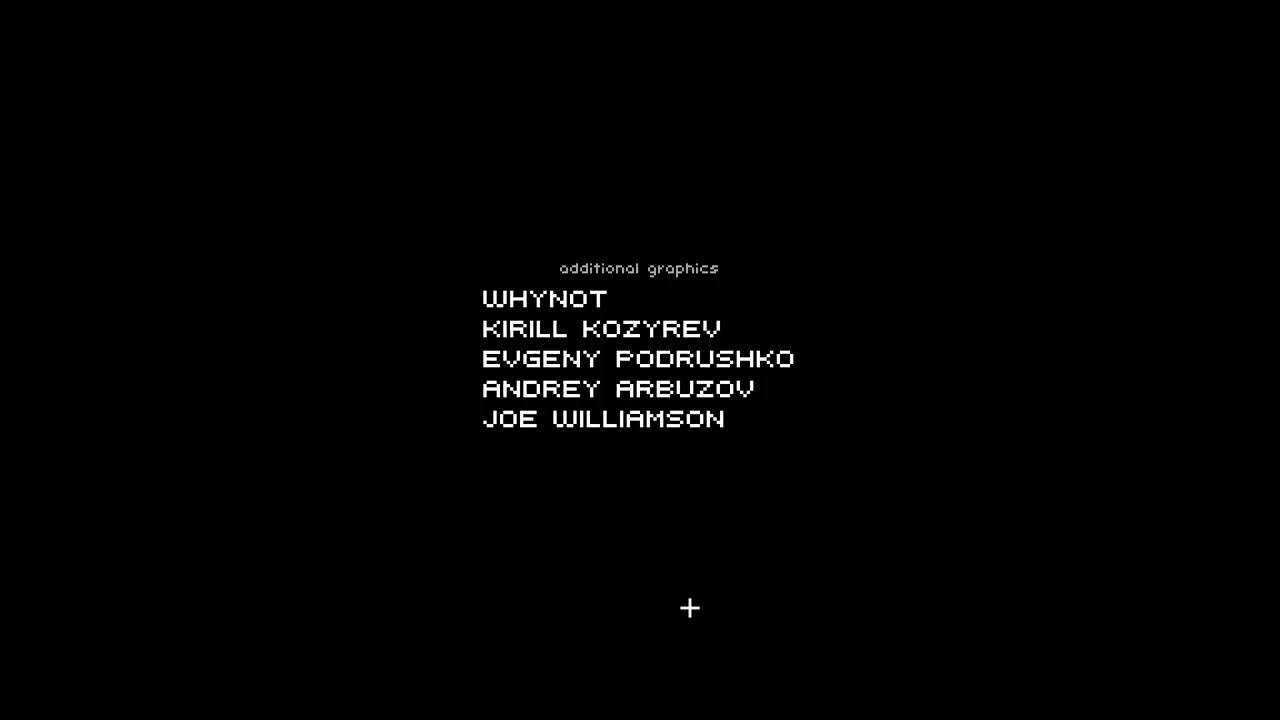 additional graphics
WHYNOT
KIRILL KOZYREV
EVGENY PODRUSHKO
ANDREY ARBUZOV
JOE WILLIAMSON